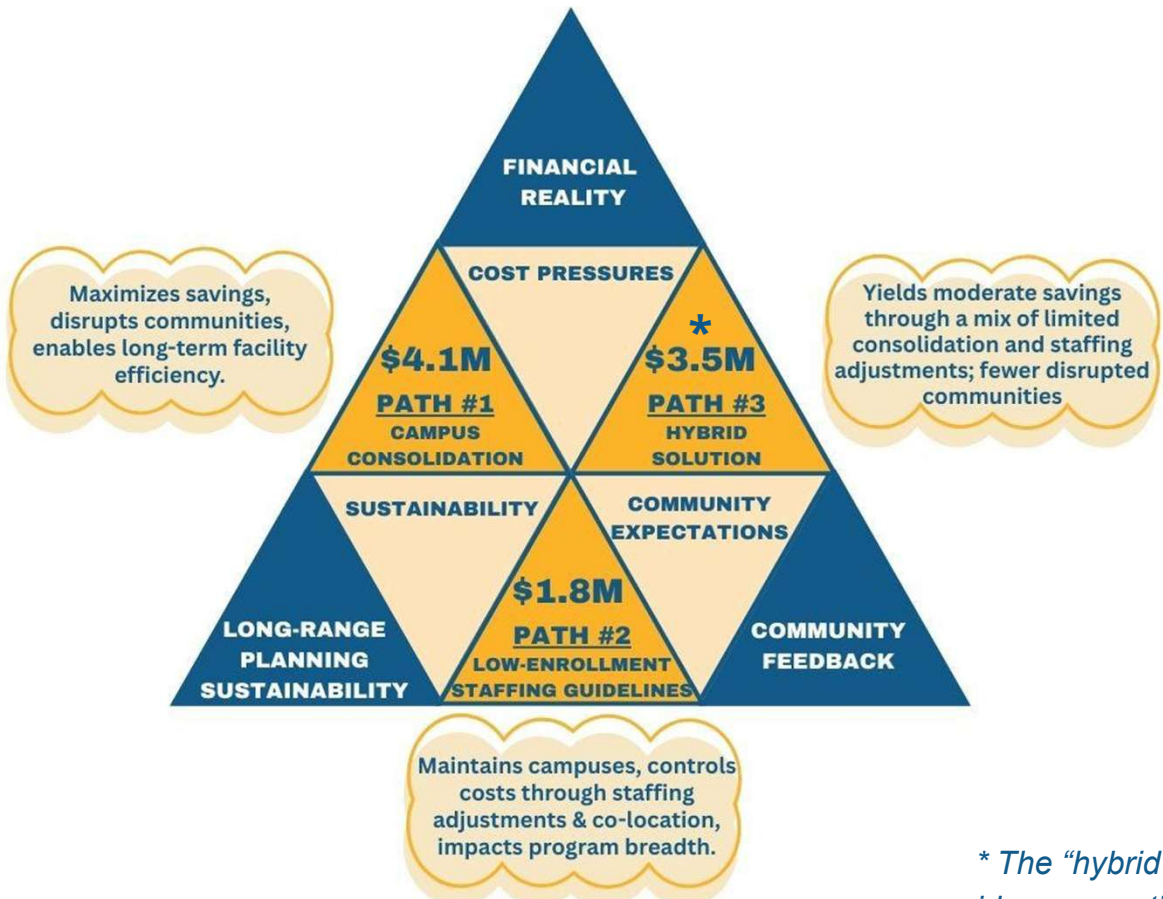 FINANCIAL
REALITY
COST PRESSURES
Maximizes savings,
disrupts communities,
enables long-term facility
efficiency.
$4.1M
PATH #1
CAMPUS
CONSOLIDATION
*
$3.5M
PATH #3
HYBRID
SOLUTION
Yields moderate savings
through a mix of limited
consolidation and staffing
adjustments; fewer disrupted
communities
SUSTAINABILITY
COMMUNITY
EXPECTATIONS
$1.8M
PATH #2
LOW-ENROLLMENT
STAFFING GUIDELINES
LONG-RANGE
PLANNING
SUSTAINABILITY
COMMUNITY
FEEDBACK
Maintains campuses, controls
costs through staffing
adjustments & co-location,
impacts program breadth.
* The “hybrid